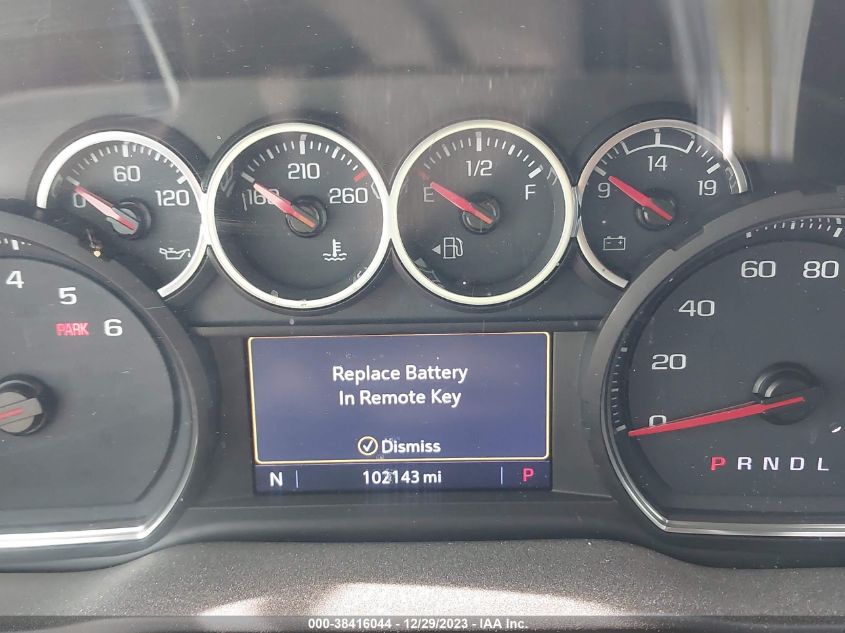 0 60 120
160 210 260
E 1/2 F
9 14 19
4
5
PARK 6
0 20 40 60 80
Replace Battery
In Remote Key
Dismiss
N 102143 mi P
P R N D L
000-38416044 - 12/29/2023 - IAA Inc.